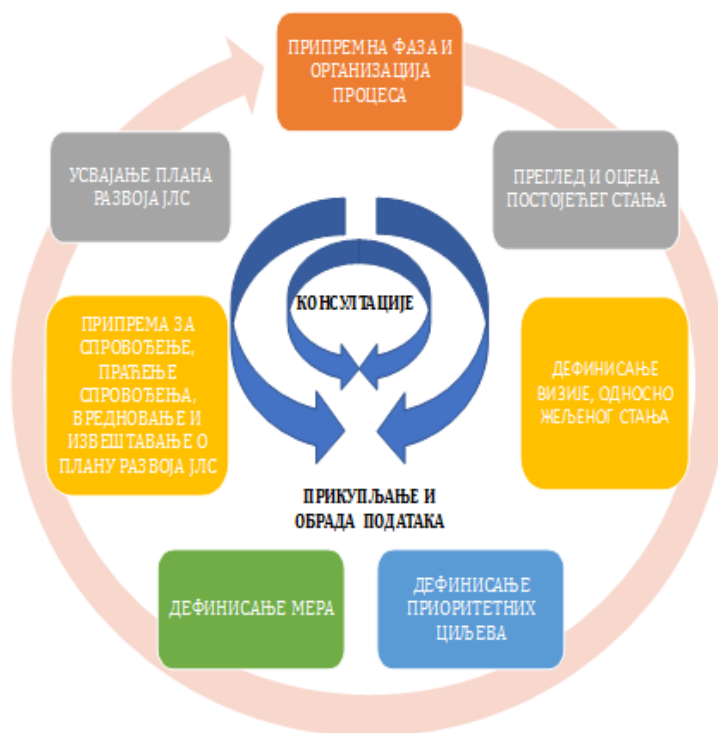 ПРИПРЕМНА ФАЗА И
ОРГАНИЗАЦИЈА
ПРОЦЕСА
ПРЕГЛЕД И ОЦЕНА
ПОСТОЈЕЋЕГ СТАЊА
ДЕФИНИСАЊЕ
ВИЗИЈЕ, ОДНОСНО
ЖЕЉЕНОГ СТАЊА
ДЕФИНИСАЊЕ
ПРИОРИТЕТНИХ
ЦИЉЕВА
ДЕФИНИСАЊЕ МЕРА
ПРИПРЕМА ЗА
СПРОВОЂЕЊЕ,
ПРАЋЕЊЕ
СПРОВОЂЕЊА,
ВРЕДНОВАЊЕ И
ИЗВЕШТАВАЊЕ О
ПЛАНУ РАЗВОЈА ЈЛС
УСВАЈАЊЕ ПЛАНА
РАЗВОЈА ЈЛС
КОНСУЛТАЦИЈЕ
ПРИКУПЉАЊЕ И
ОБРАДА ПОДАТАКА